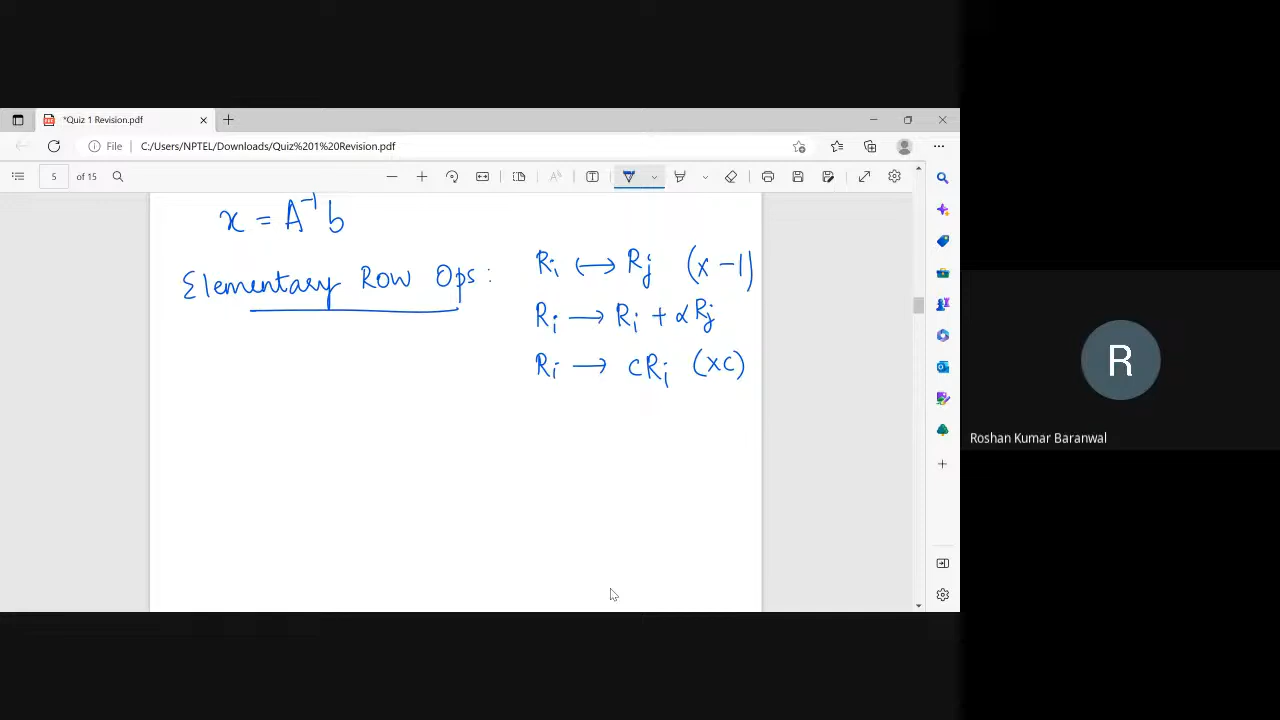 *Quiz 1 Revision.pdf
File C:/Users/NPTEL/Downloads/Quiz%201%20Revision.pdf
5 of 15
x = A⁻¹ b
Elementary Row Ops:
Ri ↔ Rj (x -1)
Ri → Ri + αRj
Ri → cRi (xc)
R
Roshan Kumar Baranwal